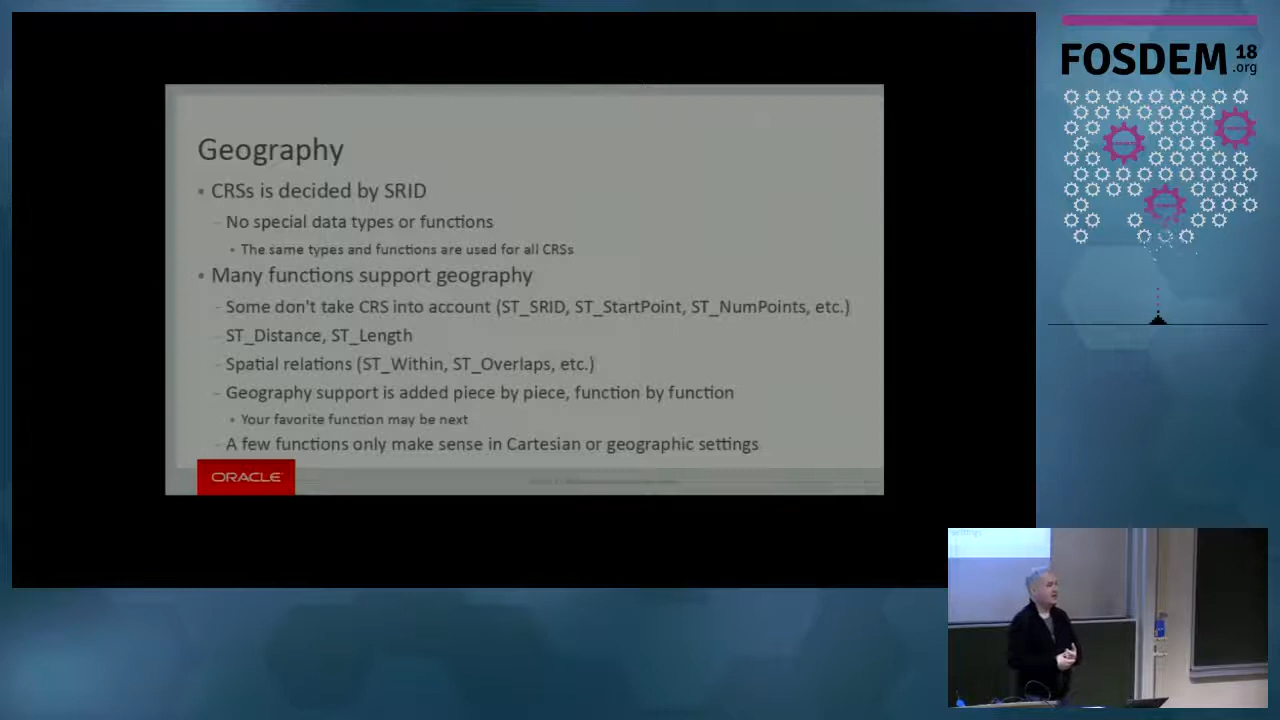 Geography
• CRSs is decided by SRID
– No special data types or functions
• The same types and functions are used for all CRSs
• Many functions support geography
– Some don't take CRS into account (ST_SRID, ST_StartPoint, ST_NumPoints, etc.)
– ST_Distance, ST_Length
– Spatial relations (ST_Within, ST_Overlaps, etc.)
– Geography support is added piece by piece, function by function
• Your favorite function may be next
– A few functions only make sense in Cartesian or geographic settings
ORACLE
FOSDEM 18
.org